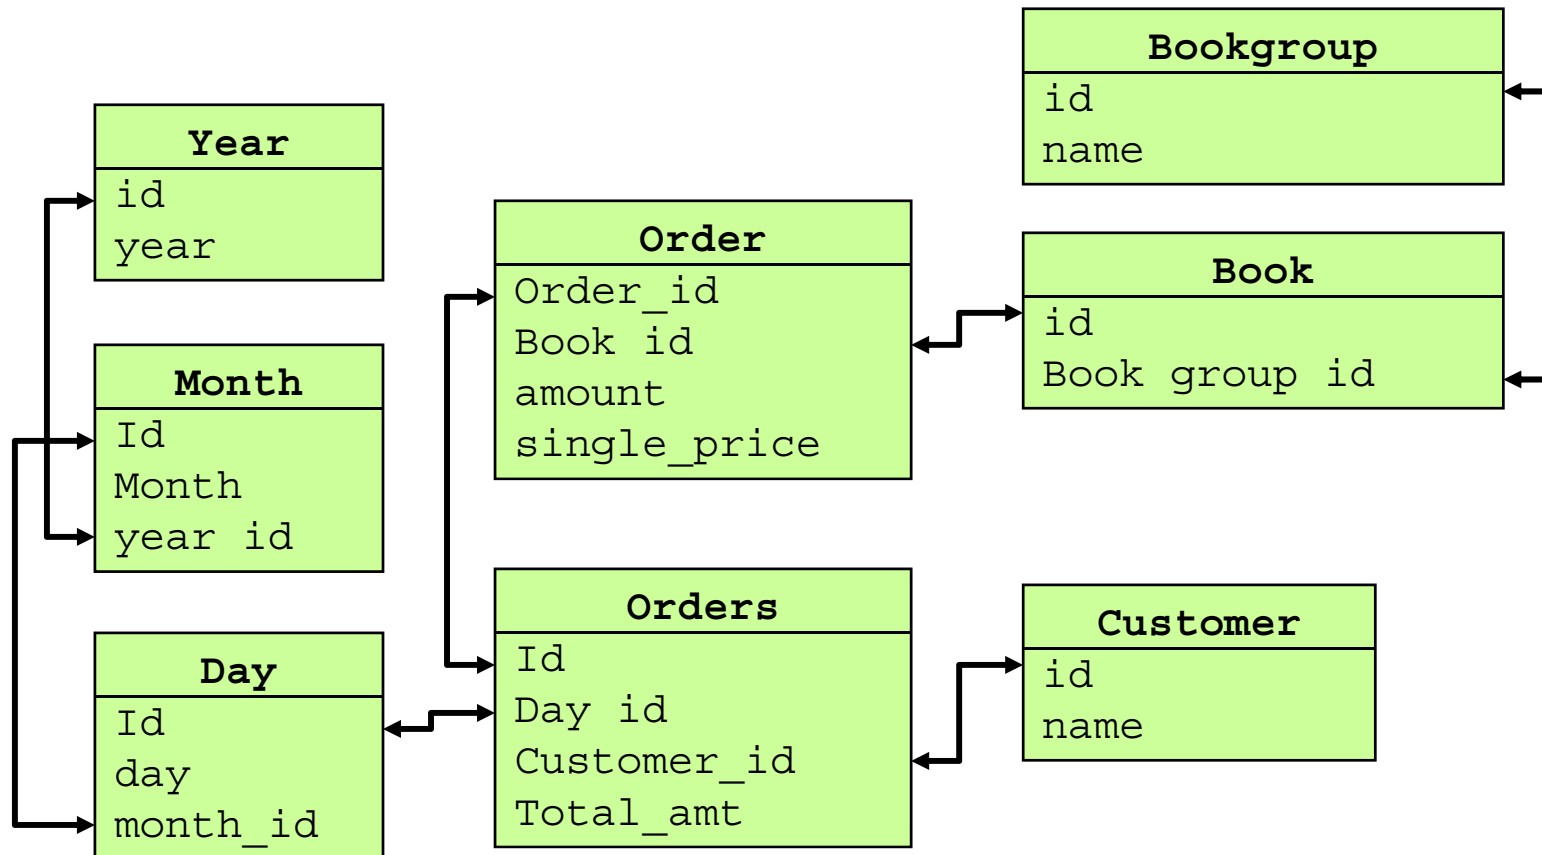 Year
id
year
Month
Id
Month
year id
Day
Id
day
month_id
Order
Order_id
Book id
amount
single_price
Orders
Id
Day id
Customer_id
Total_amt
Bookgroup
id
name
Book
id
Book group id
Customer
id
name